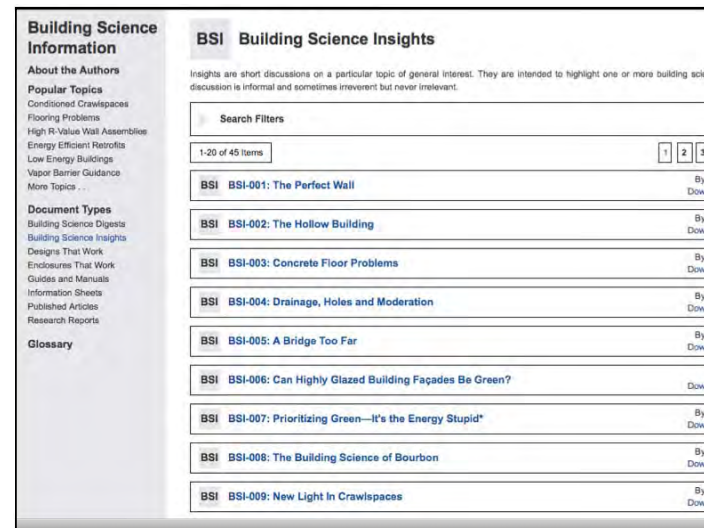 Building Science
Information
About the Authors
Popular Topics
Conditioned Crawlspaces
Flooring Problems
High R-Value Wall Assemblies
Energy Efficient Retrofits
Low Energy Buildings
Vapor Barrier Guidance
More Topics . . .
Document Types
Building Science Digests
Building Science Insights
Designs That Work
Enclosures That Work
Guides and Manuals
Information Sheets
Published Articles
Research Reports
Glossary
BSI Building Science Insights
Insights are short discussions on a particular topic of general interest. They are intended to highlight one or more building
discussion is informal and sometimes irreverent but never irrelevant.
Search Filters
1-20 of 45 Items 1 2 3
BSI BSI-001: The Perfect Wall By
BSI BSI-002: The Hollow Building By
BSI BSI-003: Concrete Floor Problems By
BSI BSI-004: Drainage, Holes and Moderation By
BSI BSI-005: A Bridge Too Far By
BSI BSI-006: Can Highly Glazed Building Façades Be Green?
BSI BSI-007: Prioritizing Green—It's the Energy Stupid* By
BSI BSI-008: The Building Science of Bourbon By
BSI BSI-009: New Light In Crawlspaces By